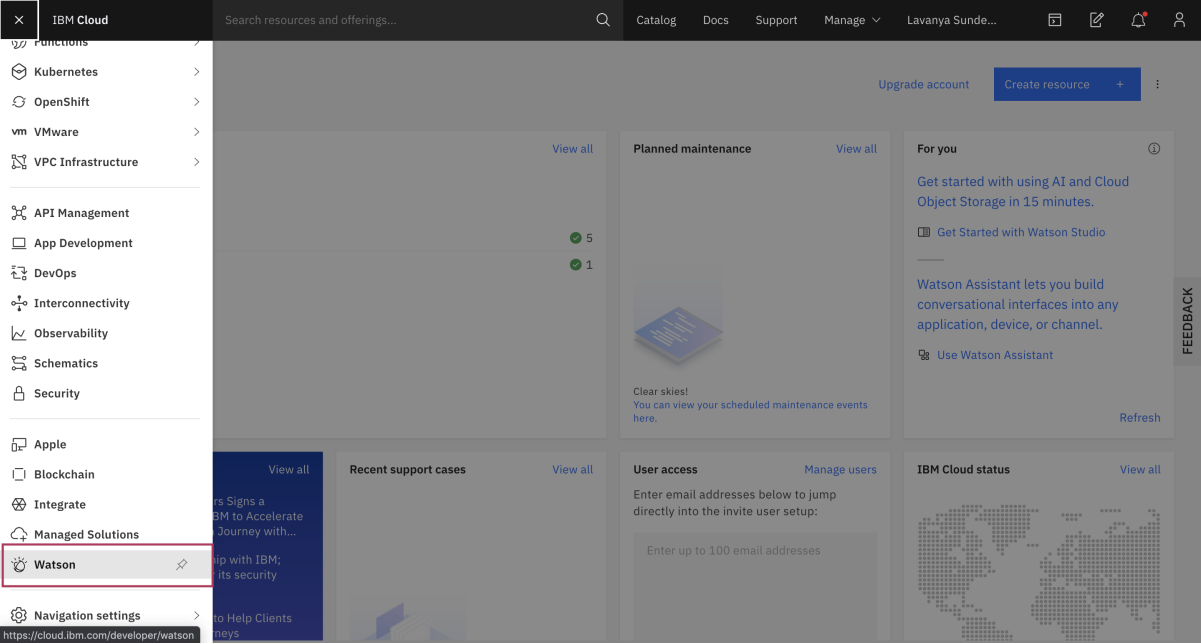 IBM Cloud
Search resources and offerings...
Catalog
Docs
Support
Manage
Lavanya Sunde...
Functions
Kubernetes
OpenShift
vm VMware
VPC Infrastructure
API Management
App Development
DevOps
Interconnectivity
Observability
Schematics
Security
Apple
Blockchain
Integrate
Managed Solutions
Watson
Navigation settings
https://cloud.ibm.com/developer/watson
Upgrade account
Create resource +
View all
5
1
Planned maintenance
View all
Clear skies!
You can view your scheduled maintenance events
here.
For you
Get started with using AI and Cloud
Object Storage in 15 minutes.
Get Started with Watson Studio
Watson Assistant lets you build
conversational interfaces into any
application, device, or channel.
Use Watson Assistant
Refresh
FEEDBACK
View all
rs Signs a
BM to Accelerate
Journey with...
ip with IBM;
its security
to Help Clients
neys
Recent support cases
View all
User access
Manage users
Enter email addresses below to jump
directly into the invite user setup:
Enter up to 100 email addresses
IBM Cloud status
View all